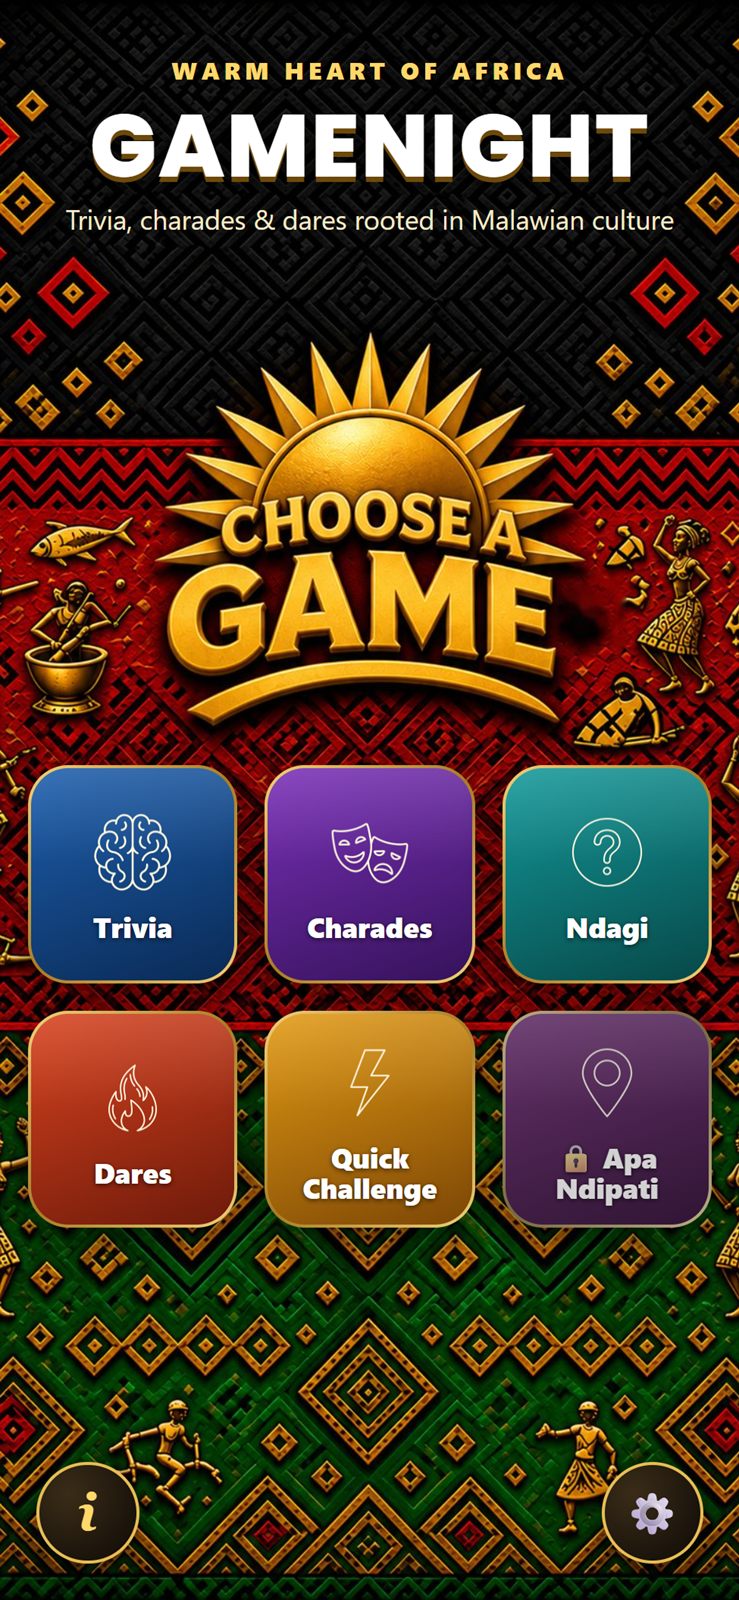 WARM HEART OF AFRICA
GAMENIGHT
Trivia, charades & dares rooted in Malawian culture
CHOOSE A
GAME
Trivia
Charades
Ndagi
Dares
Quick
Challenge
Apa
Ndipati
i